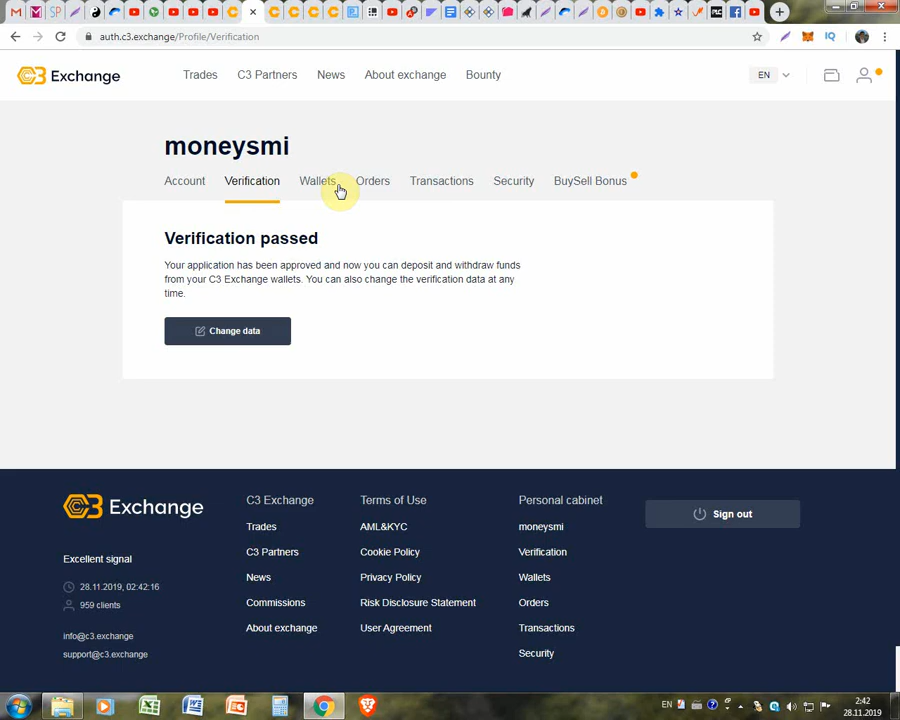 auth.c3.exchange/Profile/Verification
C3 Exchange
Trades
C3 Partners
News
About exchange
Bounty
EN
moneysmi
Account
Verification
Wallets
Orders
Transactions
Security
BuySell Bonus
Verification passed
Your application has been approved and now you can deposit and withdraw funds
from your C3 Exchange wallets. You can also change the verification data at any
time.
Change data
C3 Exchange
Excellent signal
28.11.2019, 02:42:16
959 clients
info@c3.exchange
support@c3.exchange
C3 Exchange
Trades
C3 Partners
News
Commissions
About exchange
Terms of Use
AML&KYC
Cookie Policy
Privacy Policy
Risk Disclosure Statement
User Agreement
Personal cabinet
moneysmi
Verification
Wallets
Orders
Transactions
Security
Sign out
EN
2:42
28.11.2019